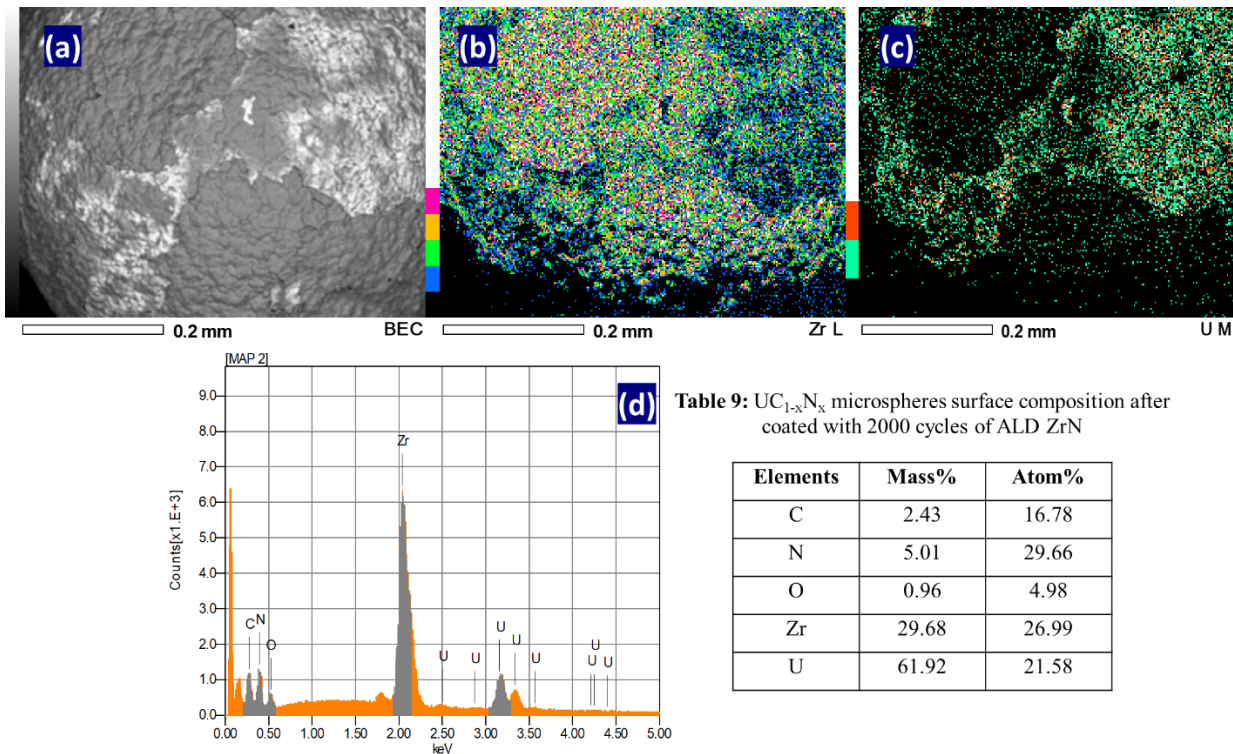 (a)
(b)
(c)
0.2 mm BEC
0.2 mm Zr L
0.2 mm U M
[MAP 2]
(d)
Counts[x1.E+3]
9.0
8.0
7.0
6.0
5.0
4.0
3.0
2.0
1.0
0.0
Zr
C N
O
U
U
U
U
U
U
U
U
0.00 0.50 1.00 1.50 2.00 2.50 3.00 3.50 4.00 4.50 5.00
keV
Table 9: UC1-xNx microspheres surface composition after
coated with 2000 cycles of ALD ZrN
Elements Mass% Atom%
C 2.43 16.78
N 5.01 29.66
O 0.96 4.98
Zr 29.68 26.99
U 61.92 21.58